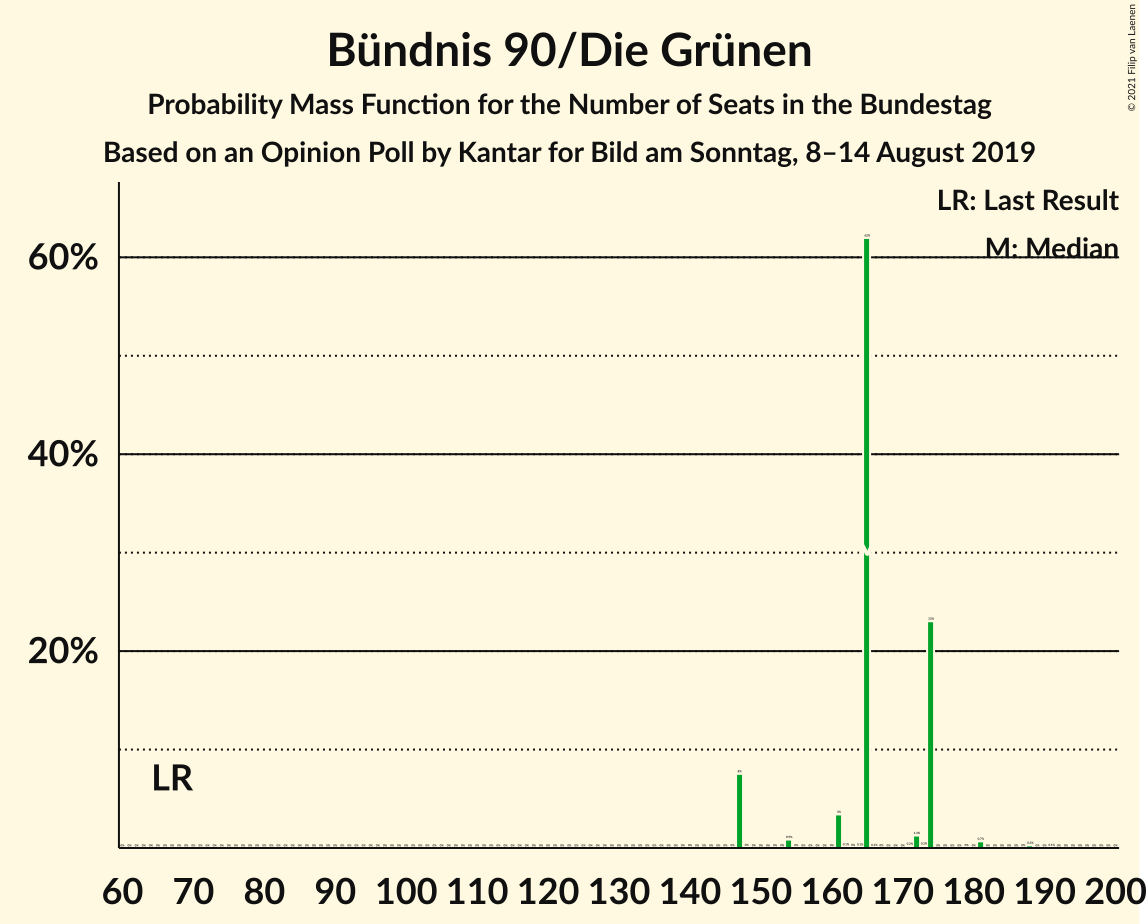 Bündnis 90/Die Grünen
Probability Mass Function for the Number of Seats in the Bundestag
Based on an Opinion Poll by Kantar for Bild am Sonntag, 8–14 August 2019
© 2021 Filip van Laenen
LR: Last Result
M: Median
60%
40%
20%
LR
60 70 80 90 100 110 120 130 140 150 160 170 180 190 200